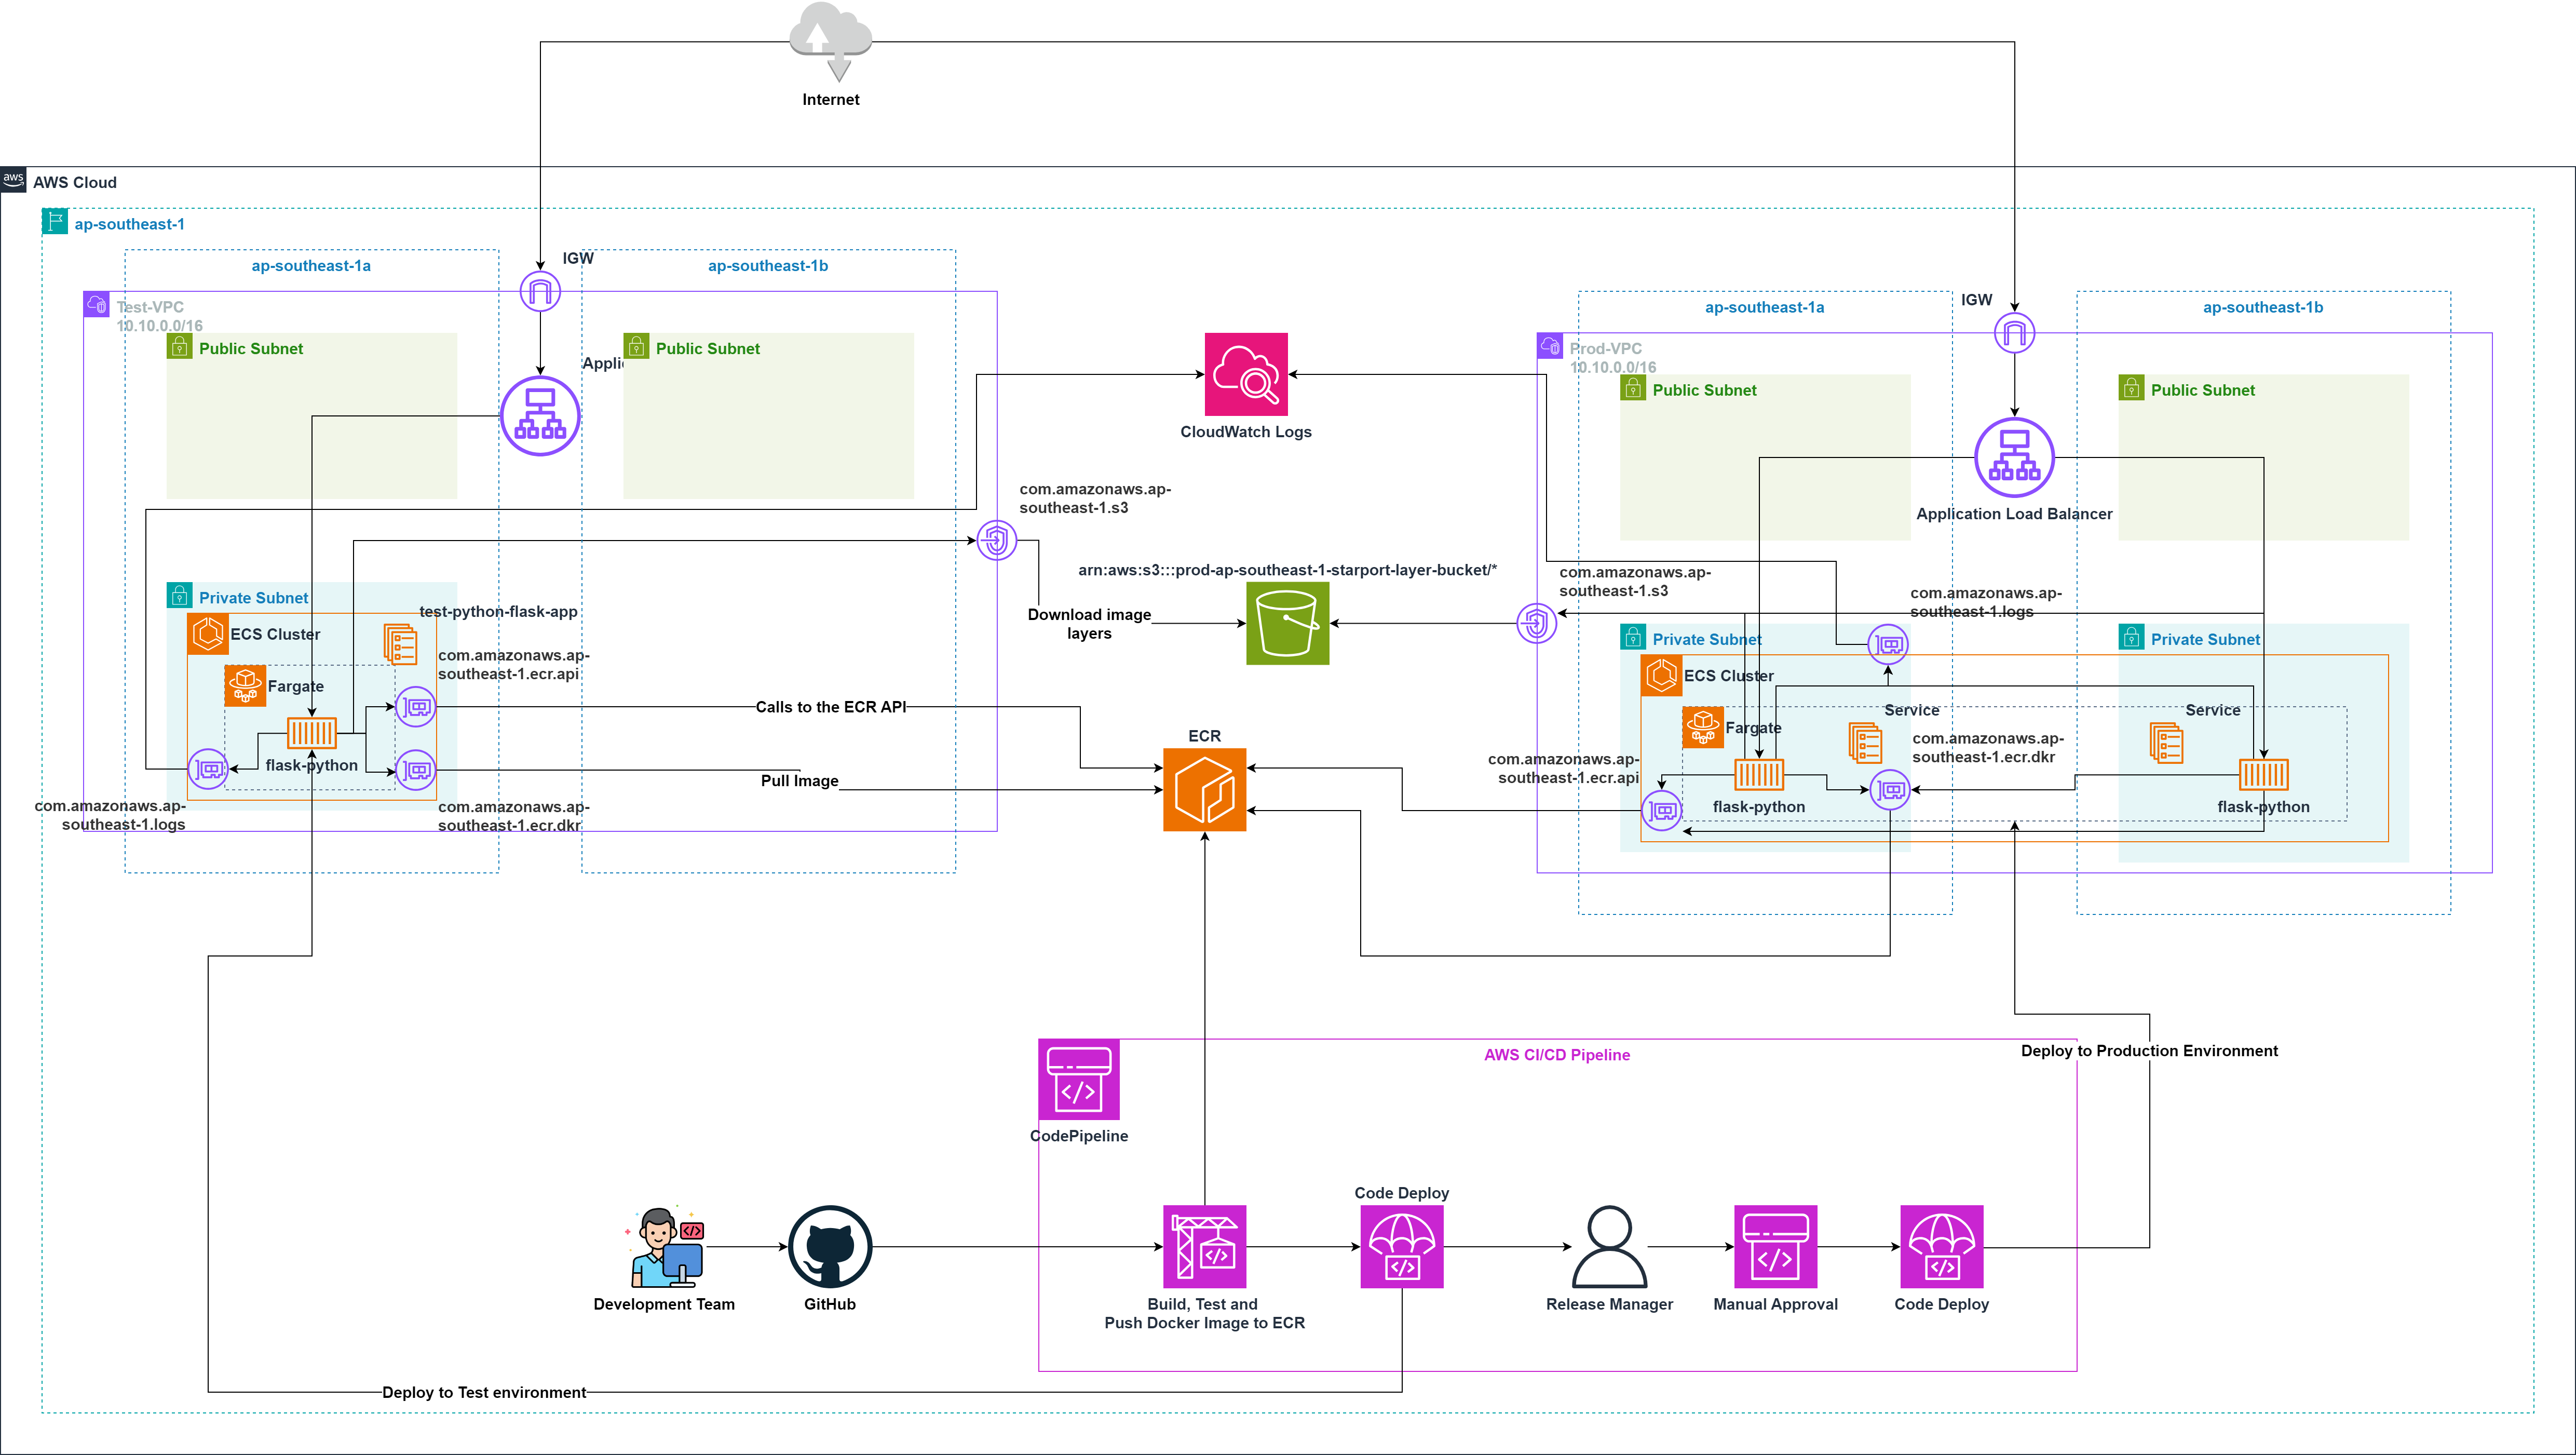 Internet
aws
AWS Cloud
ap-southeast-1
ap-southeast-1a
IGW
ap-southeast-1b
Test-VPC
10.10.0.0/16
Public Subnet
Public Subnet
Applic
CloudWatch Logs
com.amazonaws.ap-
southeast-1.s3
arn:aws:s3:::prod-ap-southeast-1-starport-layer-bucket/*
Download image
layers
Private Subnet
test-python-flask-app
ECS Cluster
com.amazonaws.ap-
southeast-1.ecr.api
Fargate
Calls to the ECR API
flask-python
Pull Image
com.amazonaws.ap-
southeast-1.logs
com.amazonaws.ap-
southeast-1.ecr.dkr
ECR
ap-southeast-1a
IGW
ap-southeast-1b
Prod-VPC
10.10.0.0/16
Public Subnet
Public Subnet
Application Load Balancer
com.amazonaws.ap-
southeast-1.s3
com.amazonaws.ap-
southeast-1.logs
Private Subnet
Private Subnet
ECS Cluster
Fargate
Service
Service
com.amazonaws.ap-
southeast-1.ecr.dkr
com.amazonaws.ap-
southeast-1.ecr.api
flask-python
flask-python
AWS CI/CD Pipeline
Deploy to Production Environment
CodePipeline
Code Deploy
Development Team
GitHub
Build, Test and
Push Docker Image to ECR
Release Manager
Manual Approval
Code Deploy
Deploy to Test environment